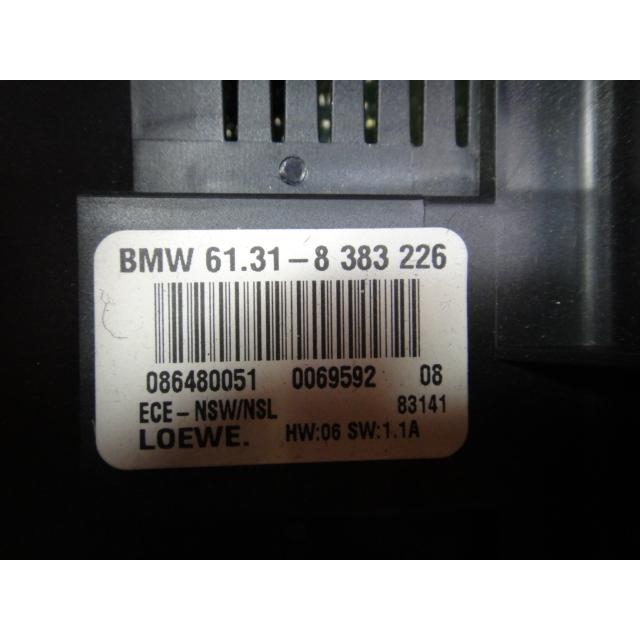 BMW 61.31-8 383 226
086480051 0069592 08
ECE-NSW/NSL 83141
LOEWE. HW:06 SW:1.1A